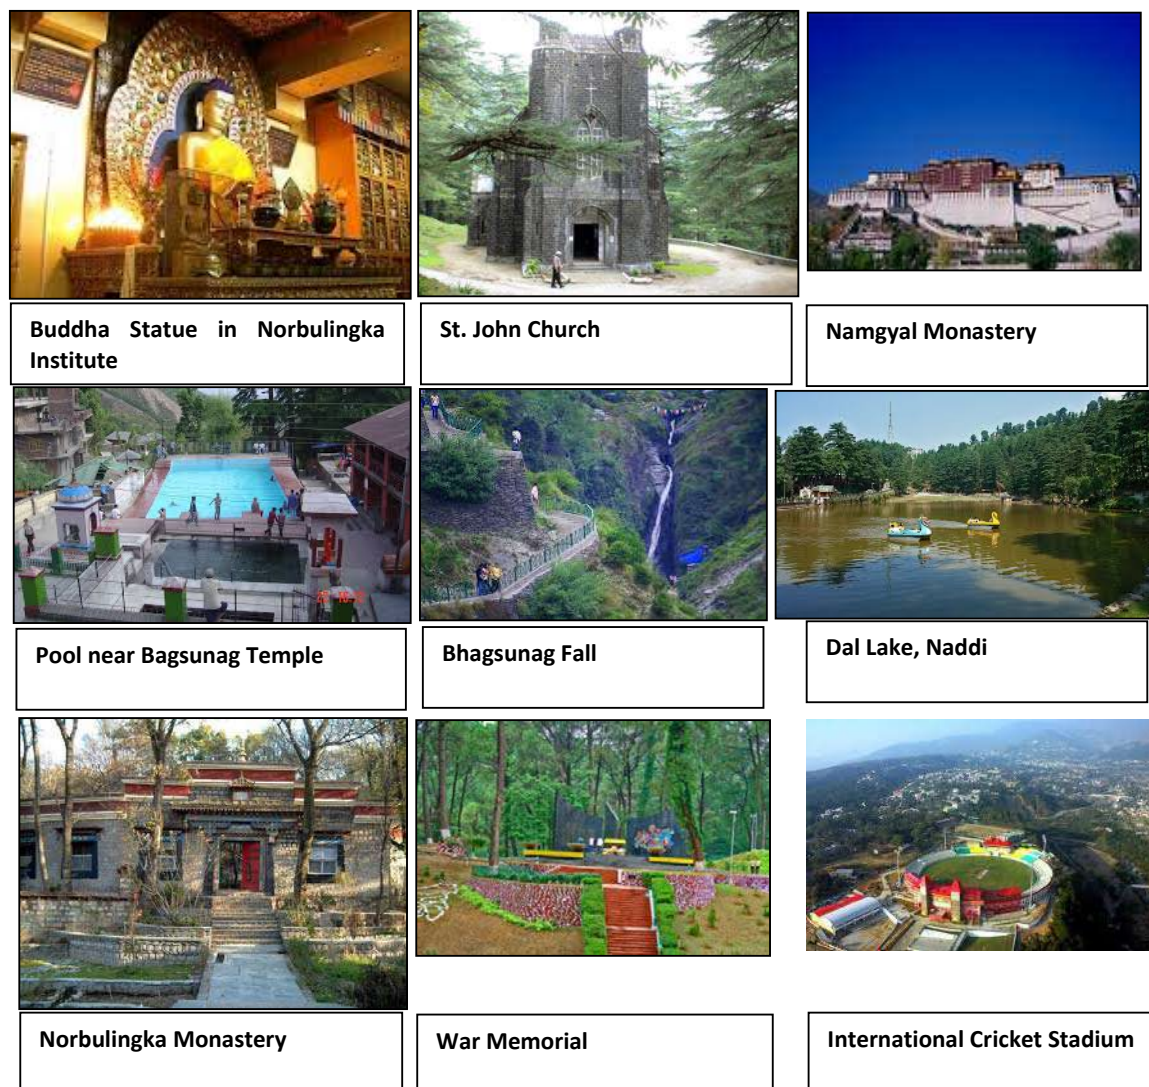 Buddha Statue in Norbulingka
Institute
St. John Church
Namgyal Monastery
Pool near Bagsunag Temple
Bhagsunag Fall
Dal Lake, Naddi
Norbulingka Monastery
War Memorial
International Cricket Stadium